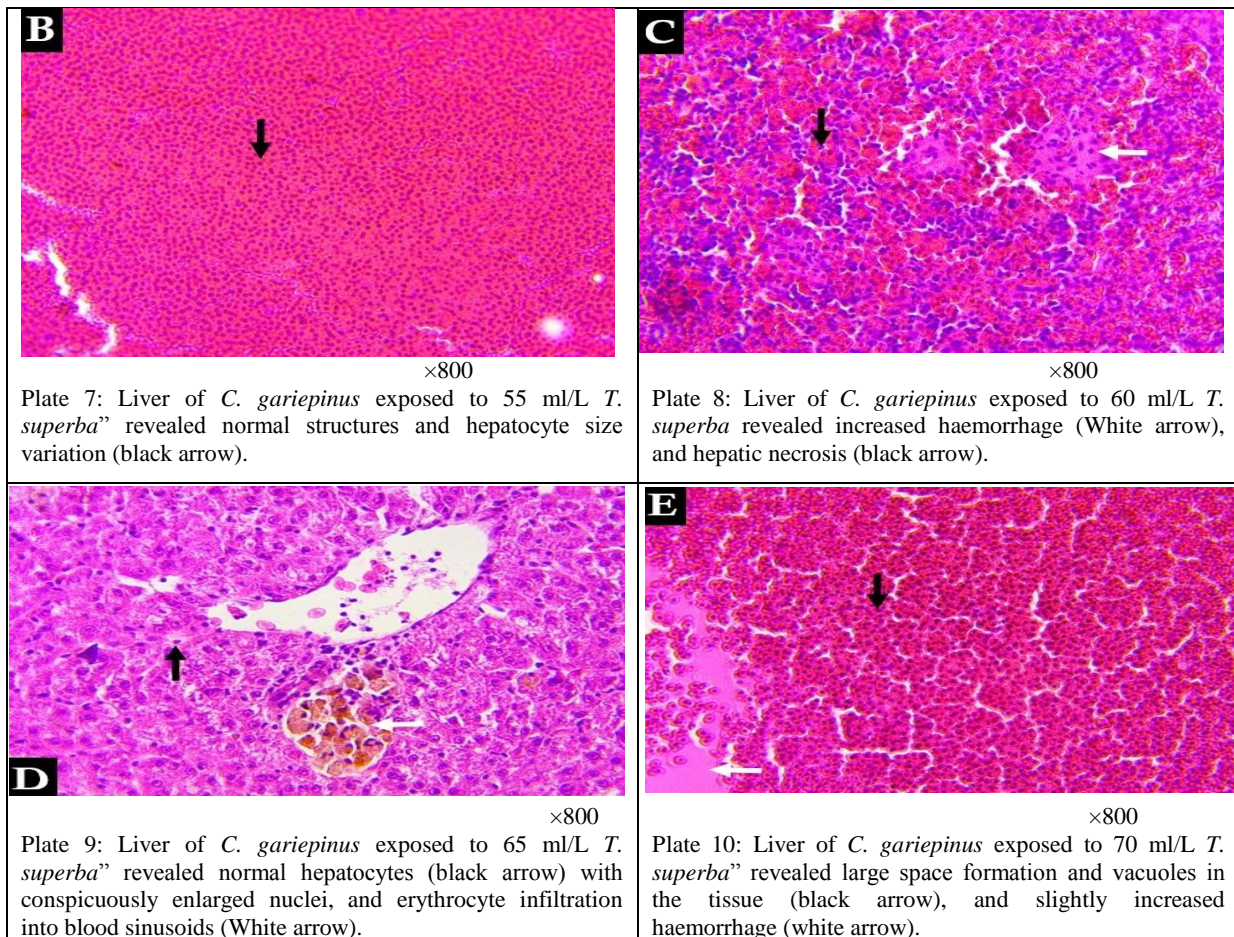 B
×800
Plate 7: Liver of C. gariepinus exposed to 55 ml/L T.
superba” revealed normal structures and hepatocyte size
variation (black arrow).
C
×800
Plate 8: Liver of C. gariepinus exposed to 60 ml/L T.
superba revealed increased haemorrhage (White arrow),
and hepatic necrosis (black arrow).
D
×800
Plate 9: Liver of C. gariepinus exposed to 65 ml/L T.
superba” revealed normal hepatocytes (black arrow) with
conspicuously enlarged nuclei, and erythrocyte infiltration
into blood sinusoids (White arrow).
E
×800
Plate 10: Liver of C. gariepinus exposed to 70 ml/L T.
superba” revealed large space formation and vacuoles in
the tissue (black arrow), and slightly increased
haemorrhage (white arrow).